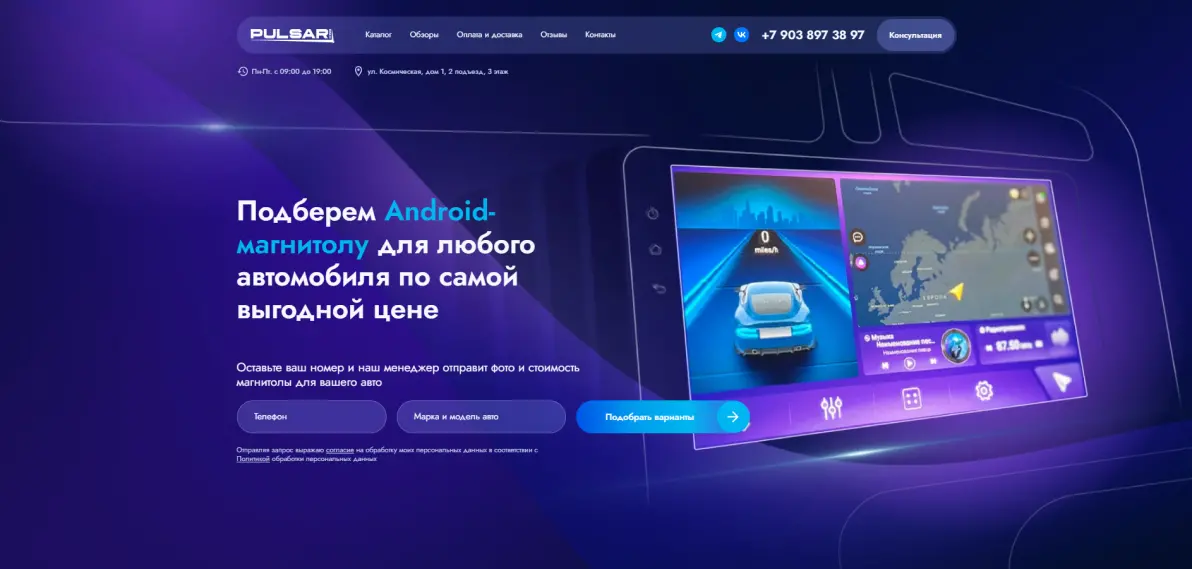 PULSAR
Каталог
Обзоры
Оплата и доставка
Отзывы
Контакты
+7 903 897 38 97
Консультация
Пн-Пт. с 09:00 до 19:00
ул. Космическая, дом 1, 2 подъезд, 3 этаж
Подберем Android-
магнитолу для любого
автомобиля по самой
выгодной цене
Оставьте ваш номер и наш менеджер отправит фото и стоимость
магнитолы для вашего авто
Телефон
Марка и модель авто
Подобрать варианты
Отправляя запрос выражаю согласие на обработку моих персональных данных в соответствии с
Политикой обработки персональных данных
0
miles/h
ЕВРОПА
Музыка
Наименование пес...
Наименование певца
87.50